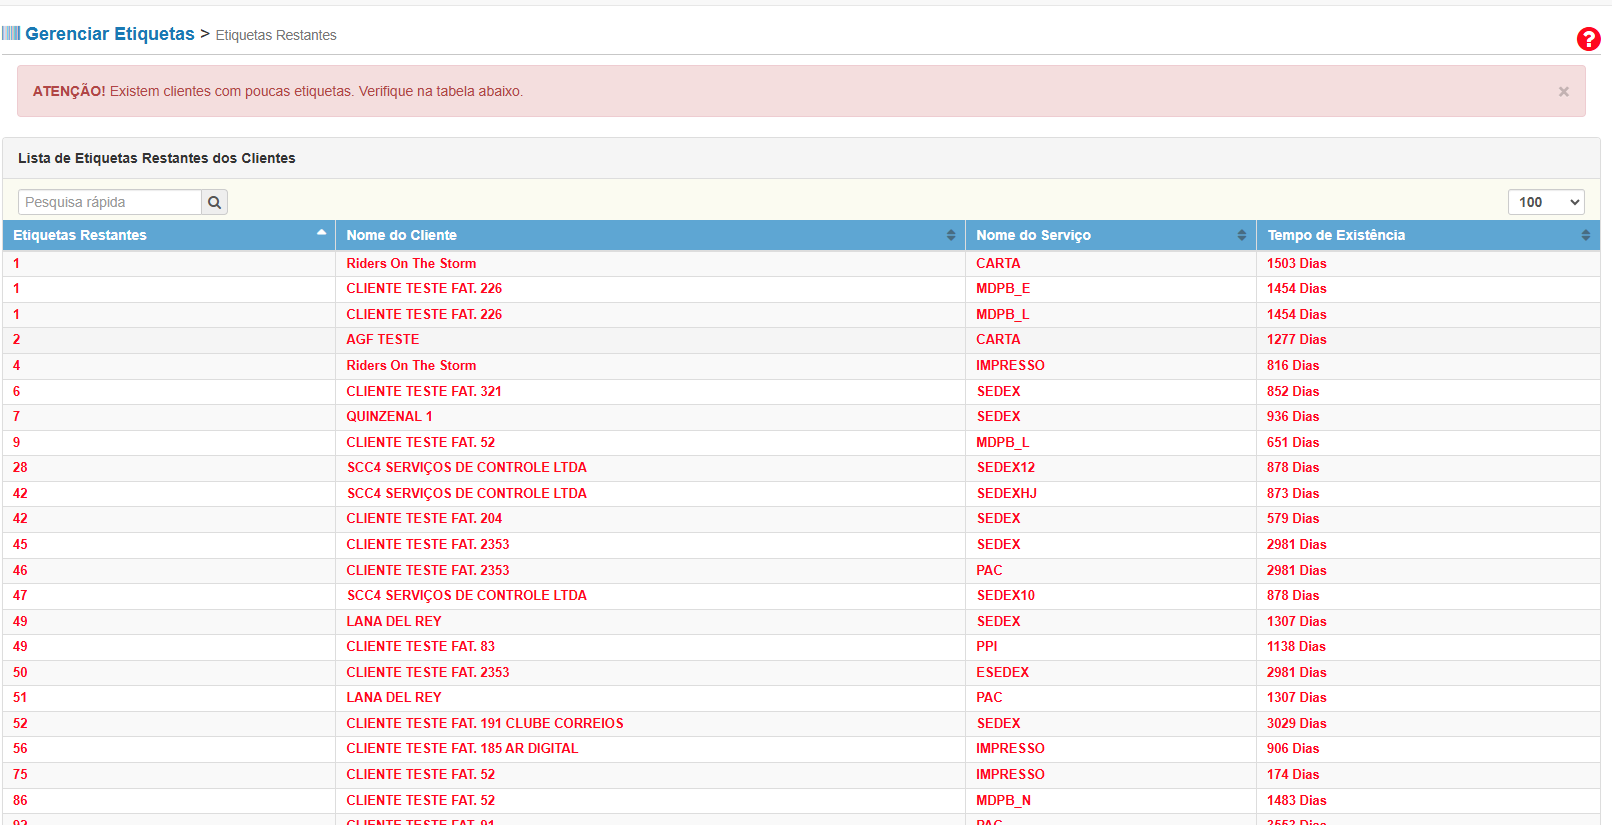 Gerenciar Etiquetas > Etiquetas Restantes
?
ATENÇÃO! Existem clientes com poucas etiquetas. Verifique na tabela abaixo. ×
Lista de Etiquetas Restantes dos Clientes
Pesquisa rápida 100
Etiquetas Restantes Nome do Cliente Nome do Serviço Tempo de Existência
1 Riders On The Storm CARTA 1503 Dias
1 CLIENTE TESTE FAT. 226 MDPB_E 1454 Dias
1 CLIENTE TESTE FAT. 226 MDPB_L 1454 Dias
2 AGF TESTE CARTA 1277 Dias
4 Riders On The Storm IMPRESSO 816 Dias
6 CLIENTE TESTE FAT. 321 SEDEX 852 Dias
7 QUINZENAL 1 SEDEX 936 Dias
9 CLIENTE TESTE FAT. 52 MDPB_L 651 Dias
28 SCC4 SERVIÇOS DE CONTROLE LTDA SEDEX12 878 Dias
42 SCC4 SERVIÇOS DE CONTROLE LTDA SEDEXHJ 873 Dias
42 CLIENTE TESTE FAT. 204 SEDEX 579 Dias
45 CLIENTE TESTE FAT. 2353 SEDEX 2981 Dias
46 CLIENTE TESTE FAT. 2353 PAC 2981 Dias
47 SCC4 SERVIÇOS DE CONTROLE LTDA SEDEX10 878 Dias
49 LANA DEL REY SEDEX 1307 Dias
49 CLIENTE TESTE FAT. 83 PPI 1138 Dias
50 CLIENTE TESTE FAT. 2353 ESEDEX 2981 Dias
51 LANA DEL REY PAC 1307 Dias
52 CLIENTE TESTE FAT. 191 CLUBE CORREIOS SEDEX 3029 Dias
56 CLIENTE TESTE FAT. 185 AR DIGITAL IMPRESSO 906 Dias
75 CLIENTE TESTE FAT. 52 IMPRESSO 174 Dias
86 CLIENTE TESTE FAT. 52 MDPB_N 1483 Dias
CLIENTE TESTE FAT. PAC Dias